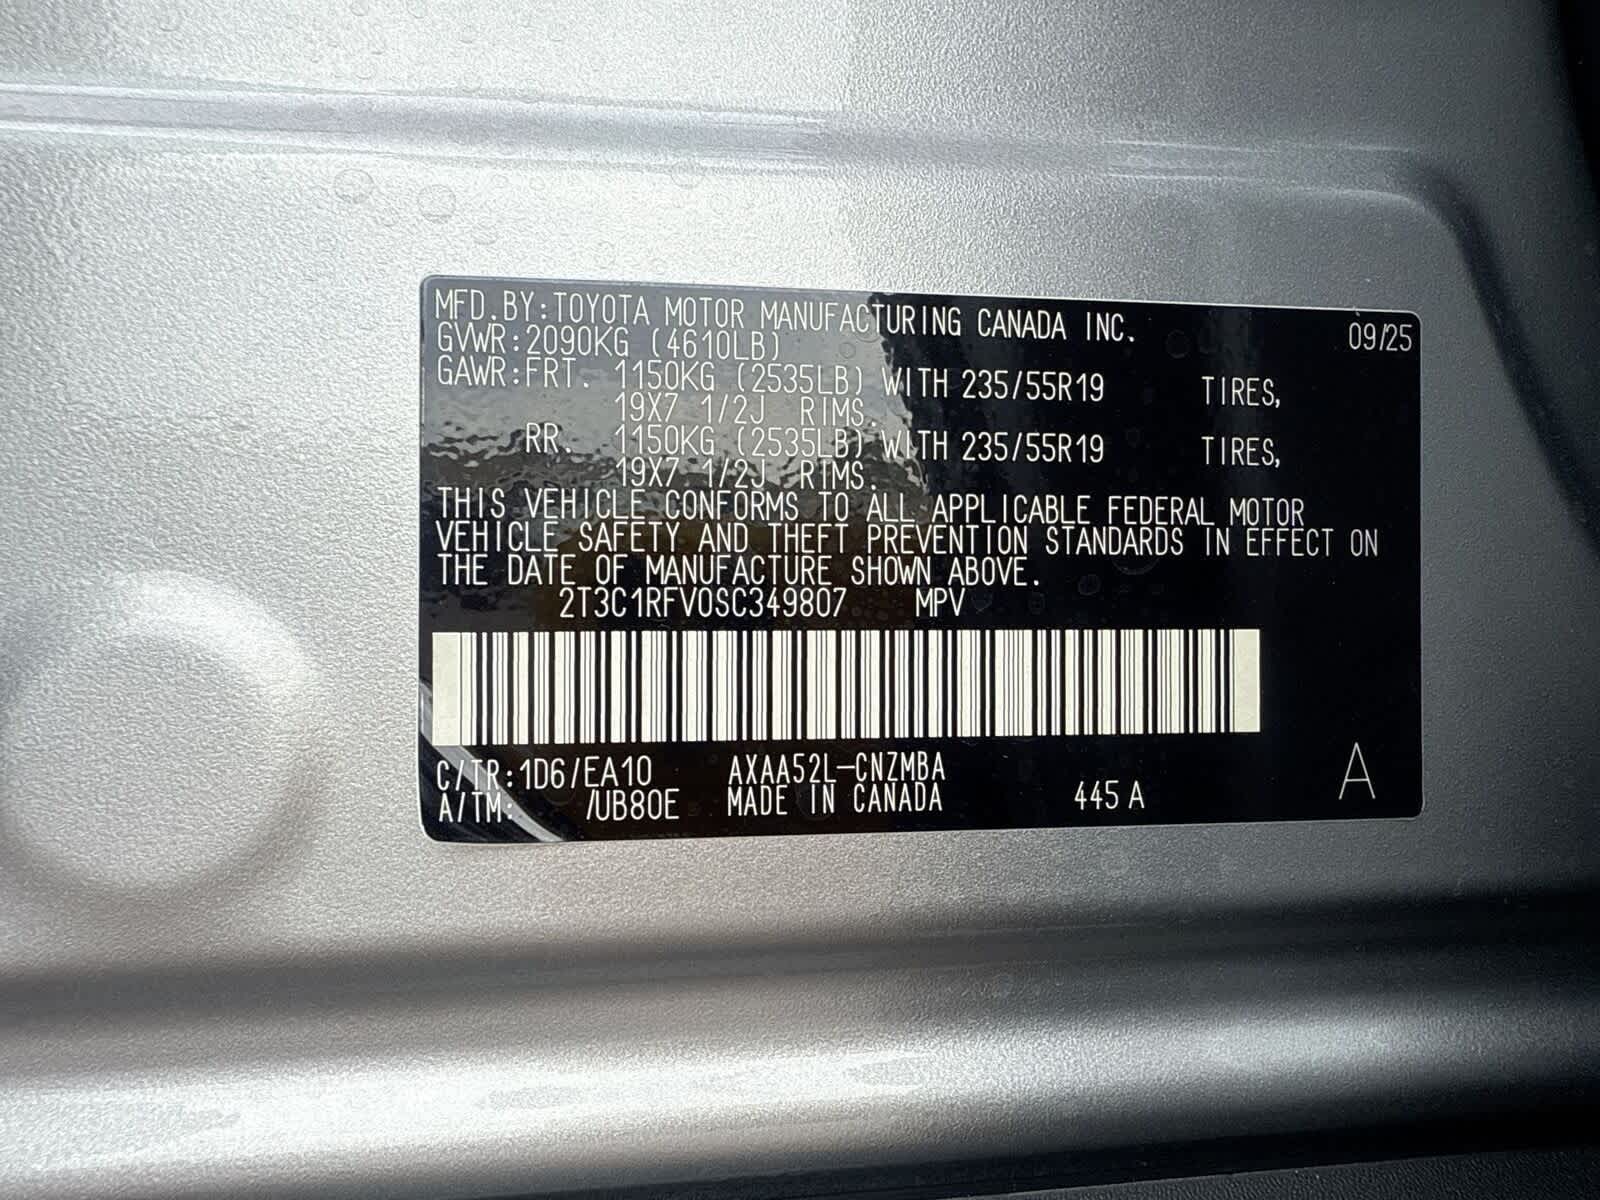 MFD.BY:TOYOTA MOTOR MANUFACTURING CANADA INC. 09/25
GVWR:2090KG (4610LB)
GAWR:FRT. 1150KG (2535LB) WITH 235/55R19 TIRES,
19X7 1/2J RIMS.
RR. 1150KG (2535LB) WITH 235/55R19 TIRES,
19X7 1/2J RIMS.
THIS VEHICLE CONFORMS TO ALL APPLICABLE FEDERAL MOTOR
VEHICLE SAFETY AND THEFT PREVENTION STANDARDS IN EFFECT ON
THE DATE OF MANUFACTURE SHOWN ABOVE.
2T3C1RFV0SC349807 MPV
C/TR:1D6/EA10 AXAA52L-CNZMBA
A/TM: /UB80E MADE IN CANADA 445 A A